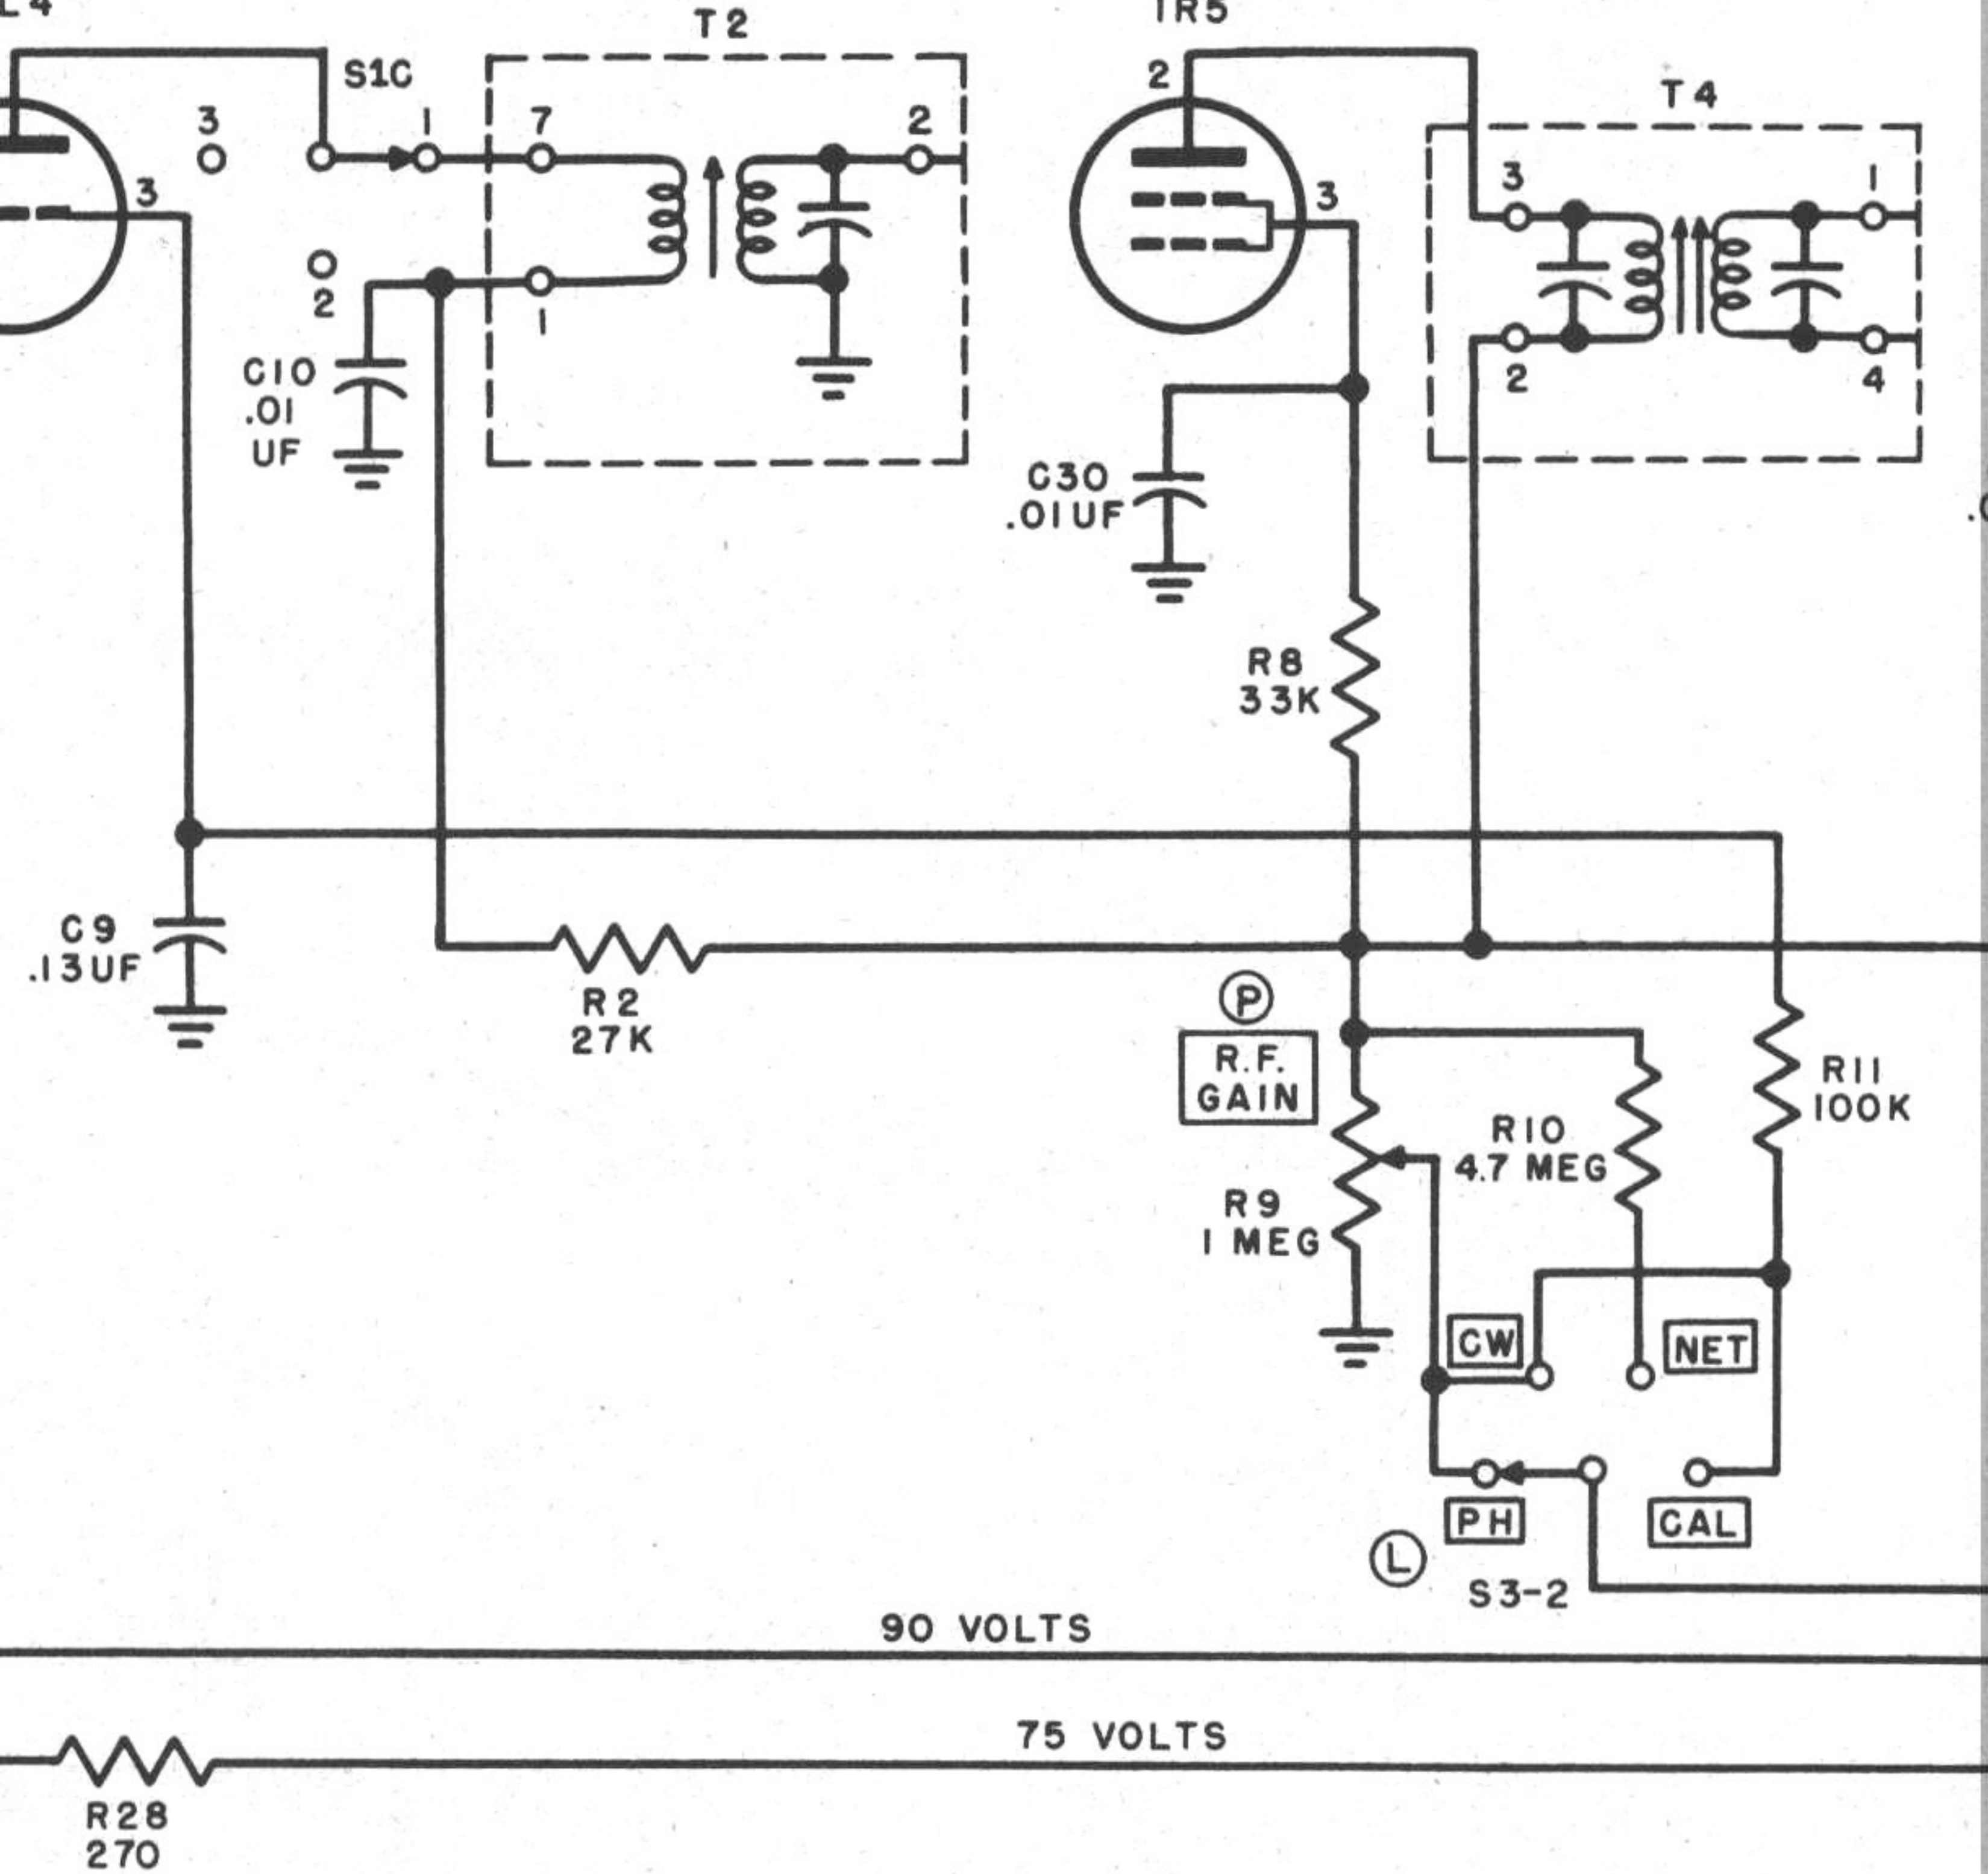 T2
1R5
S1C
3
1
7
2
2
T4
3
3
3
1
2
1
2
4
C10
.01
UF
C30
.01UF
R8
33K
C9
.13UF
R2
27K
P
R.F.
GAIN
R9
1 MEG
R10
4.7 MEG
R11
100K
CW
NET
PH
CAL
L
S3-2
90 VOLTS
75 VOLTS
R28
270